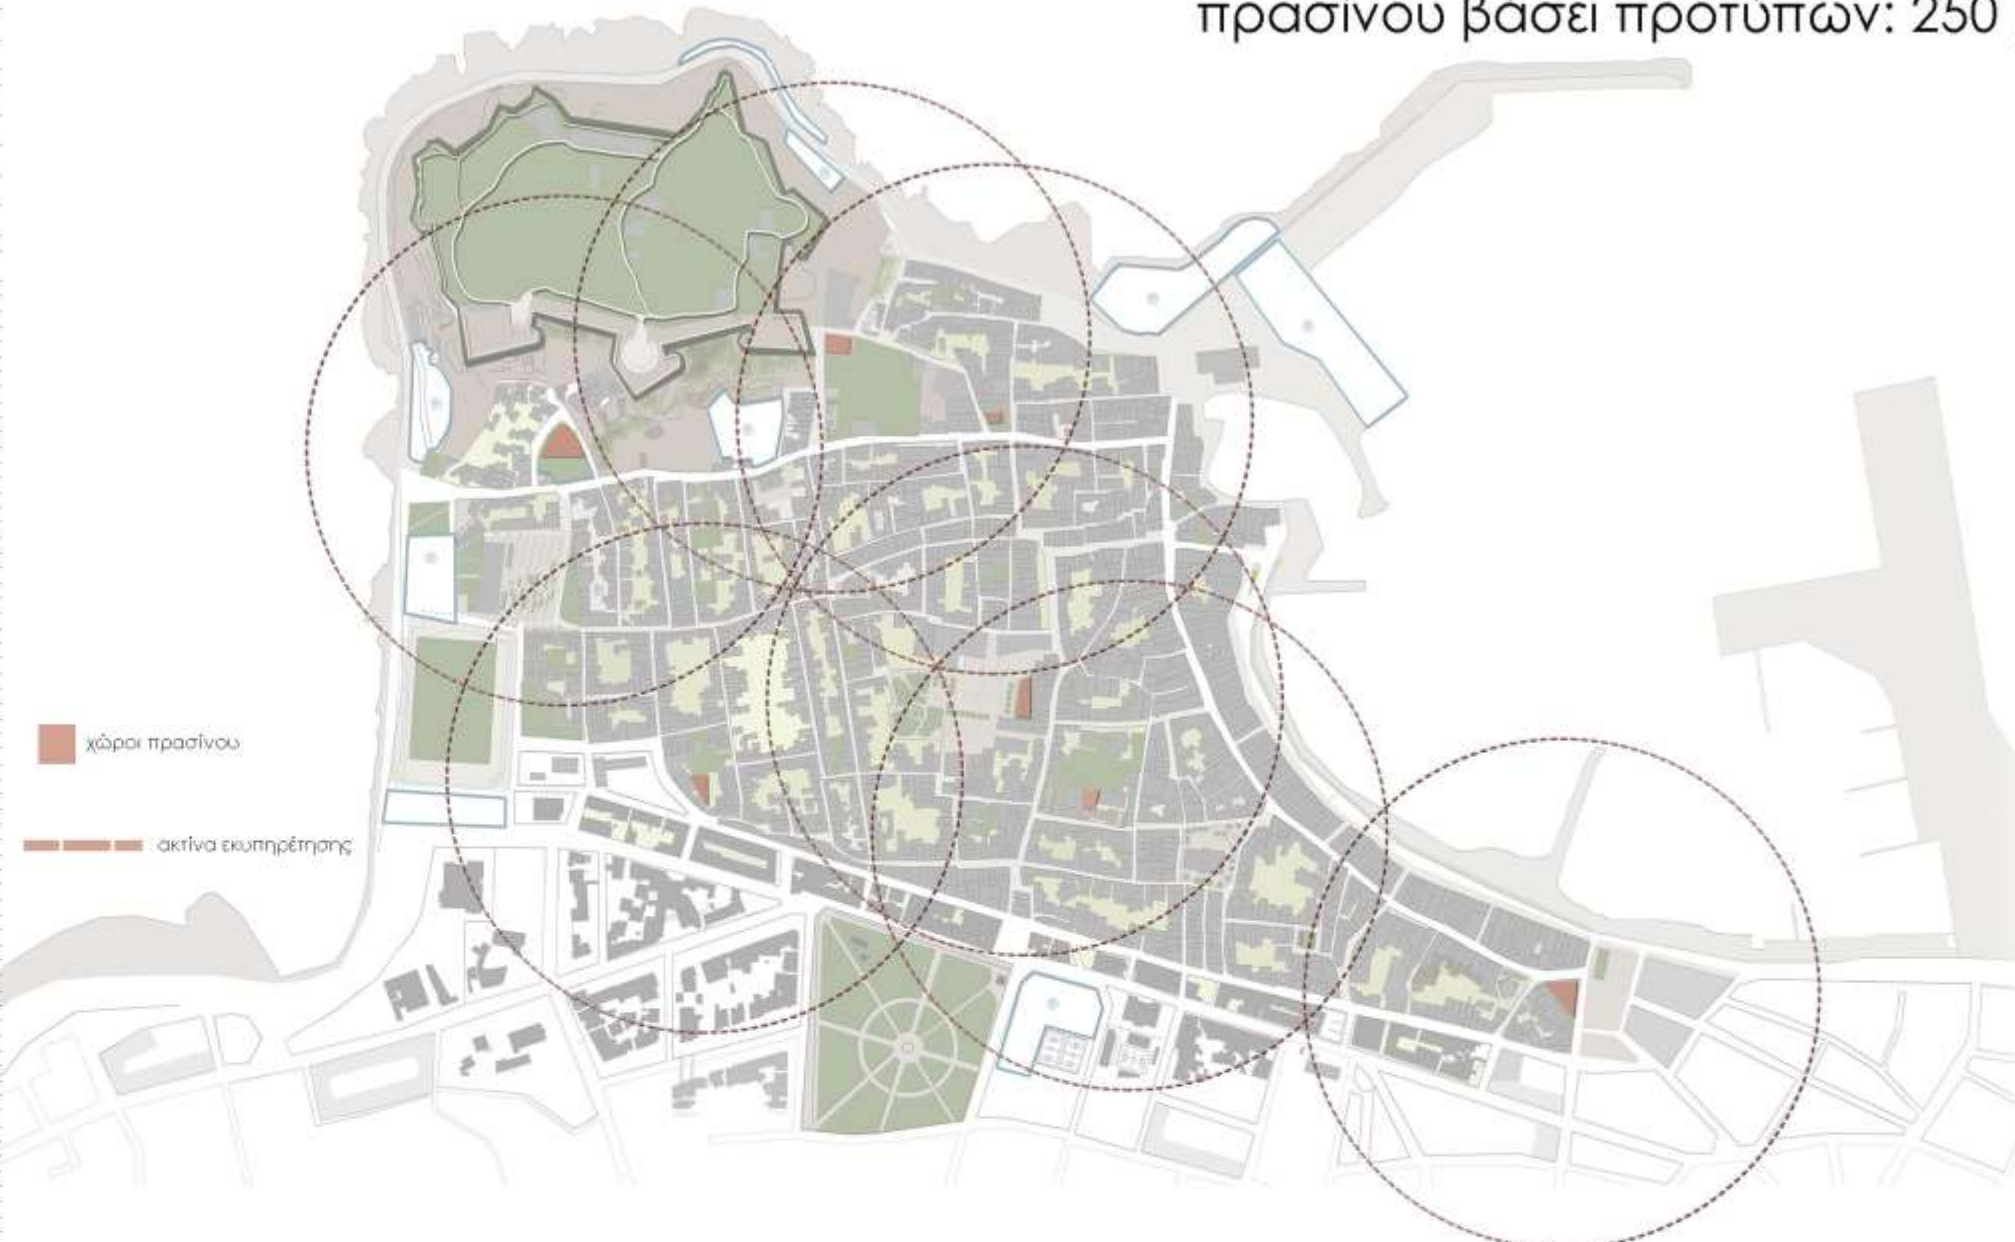 πρασίνου βάσει προτύπων: 250
χώροι πρασίνου
ακτίνα εκυπηρέτησης